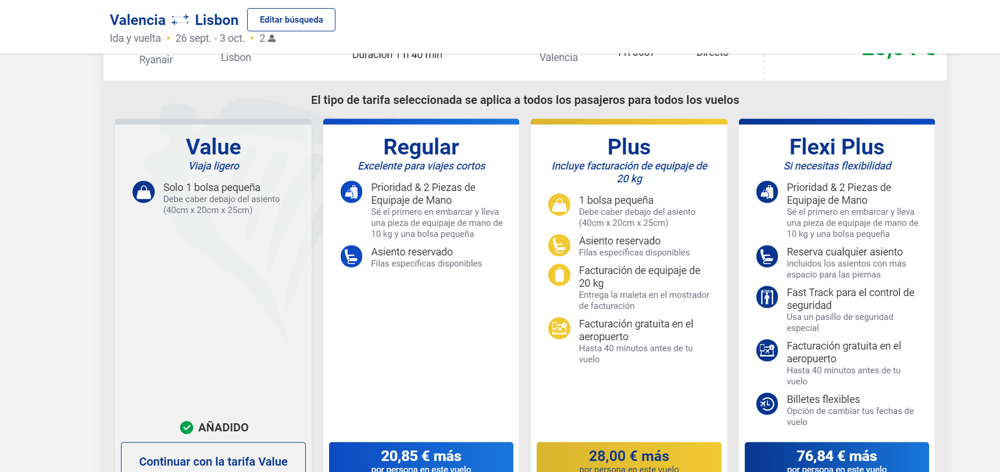 Valencia Lisbon Editar búsqueda
Ida y vuelta • 26 sept. - 3 oct. • 2
Ryanair Lisbon Duración 1 h 40 min Valencia Directo
El tipo de tarifa seleccionada se aplica a todos los pasajeros para todos los vuelos
Value
Viaja ligero
Solo 1 bolsa pequeña
Debe caber debajo del asiento
(40cm x 20cm x 25cm)
AÑADIDO
Continuar con la tarifa Value
Regular
Excelente para viajes cortos
Prioridad & 2 Piezas de
Equipaje de Mano
Sé el primero en embarcar y lleva
una pieza de equipaje de mano de
10 kg y una bolsa pequeña
Asiento reservado
Filas específicas disponibles
20,85 € más
por persona en este vuelo
Plus
Incluye facturación de equipaje de
20 kg
1 bolsa pequeña
Debe caber debajo del asiento
(40cm x 20cm x 25cm)
Asiento reservado
Filas específicas disponibles
Facturación de equipaje de
20 kg
Entrega la maleta en el mostrador
de facturación
Facturación gratuita en el
aeropuerto
Hasta 40 minutos antes de tu
vuelo
28,00 € más
por persona en este vuelo
Flexi Plus
Si necesitas flexibilidad
Prioridad & 2 Piezas de
Equipaje de Mano
Sé el primero en embarcar y lleva
una pieza de equipaje de mano de
10 kg y una bolsa pequeña
Reserva cualquier asiento
incluidos los asientos con más
espacio para las piernas
Fast Track para el control de
seguridad
Usa un pasillo de seguridad
especial
Facturación gratuita en el
aeropuerto
Hasta 40 minutos antes de tu
vuelo
Billetes flexibles
Opción de cambiar tus fechas de
vuelo
76,84 € más
por persona en este vuelo